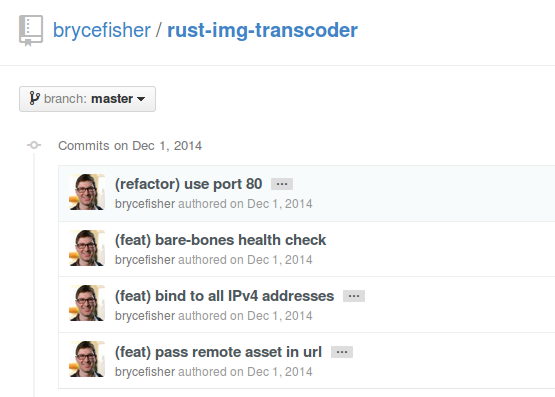 brycefisher / rust-img-transcoder
branch: master
Commits on Dec 1, 2014
(refactor) use port 80 ...
brycefisher authored on Dec 1, 2014
(feat) bare-bones health check
brycefisher authored on Dec 1, 2014
(feat) bind to all IPv4 addresses ...
brycefisher authored on Dec 1, 2014
(feat) pass remote asset in url ...
brycefisher authored on Dec 1, 2014